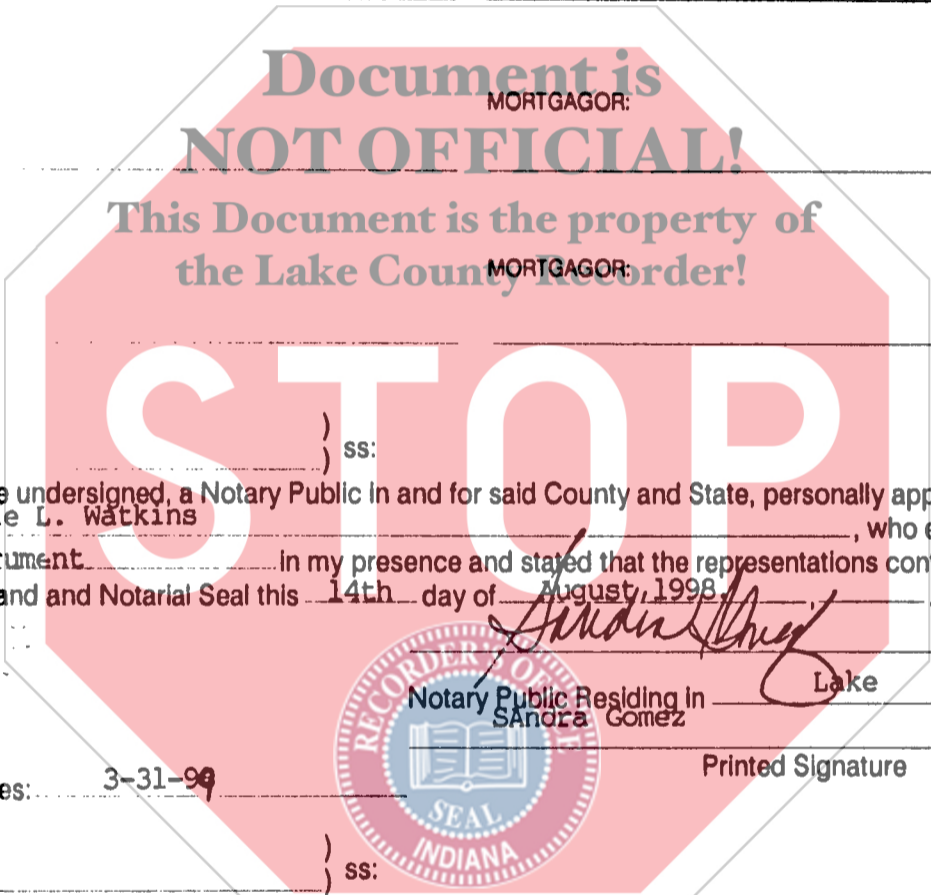 Document is
MORTGAGOR:
NOT OFFICIAL!
This Document is the property of
the Lake County Recorder!
MORTGAGOR:
STOP
) ss:
)
e undersigned, a Notary Public in and for said County and State, personally app
e L. Watkins , who e
ument in my presence and stated that the representations con
and and Notarial Seal this 14th day of August, 1998.
Notary Public Residing in Lake
SAndra Gomez
Printed Signature
es: 3-31-99
RECORDER'S OFFICE
SEAL
INDIANA
) ss:
)